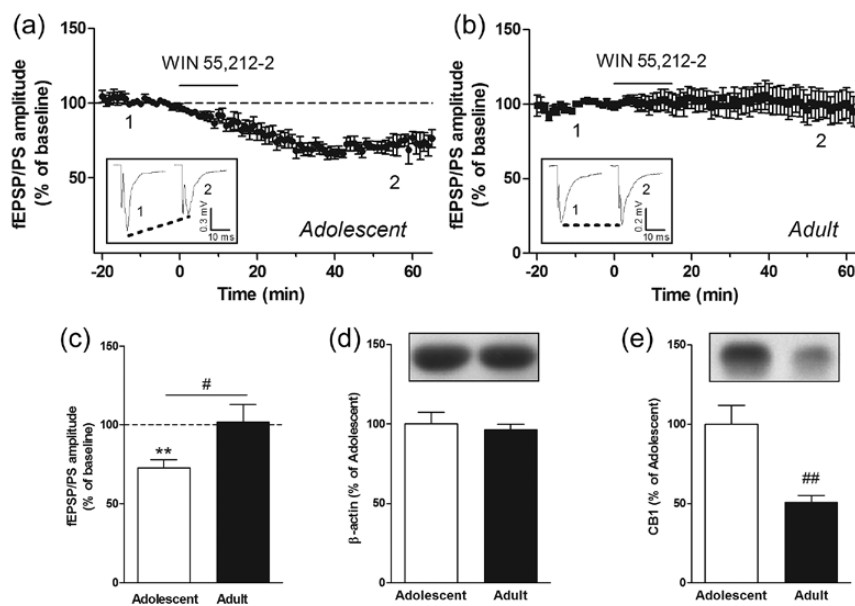 (a)
WIN 55,212-2
fEPSP/PS amplitude
(% of baseline)
150
100
50
0
1
2
1
2
0.3 mV
10 ms
Adolescent
-20 0 20 40 60
Time (min)
(b)
WIN 55,212-2
fEPSP/PS amplitude
(% of baseline)
150
100
50
0
1
2
1
2
0.2 mV
10 ms
Adult
-20 0 20 40 60
Time (min)
(c)
fEPSP/PS amplitude
(% of baseline)
150
100
50
0
#
**
Adolescent Adult
(d)
β-actin (% of Adolescent)
150
100
50
0
Adolescent Adult
(e)
CB1 (% of Adolescent)
150
100
50
0
##
Adolescent Adult